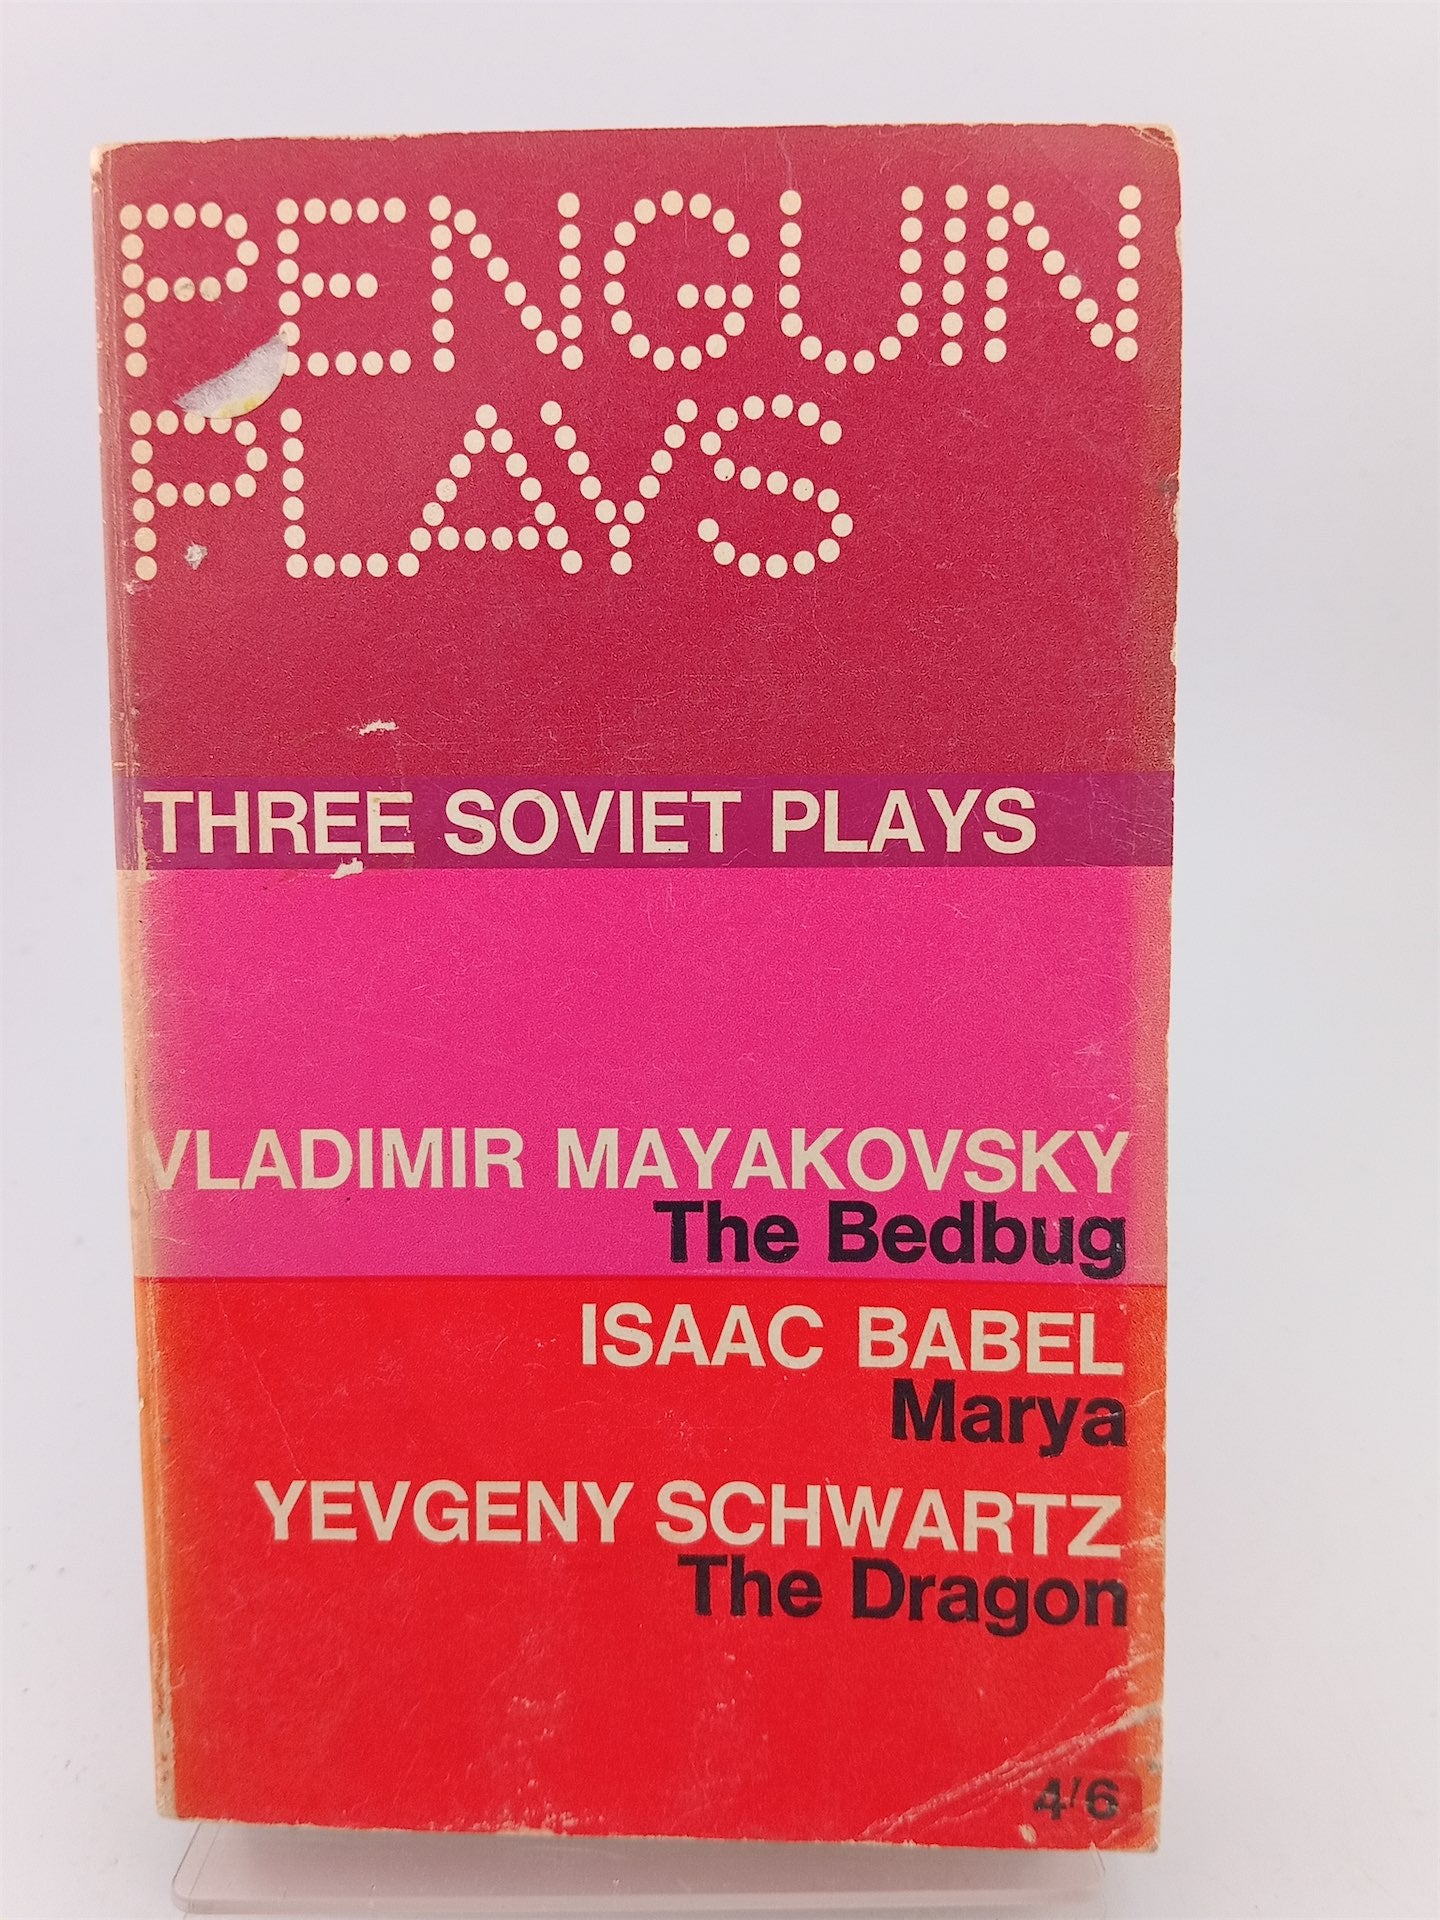 PENGUIN
PLAYS
THREE SOVIET PLAYS
VLADIMIR MAYAKOVSKY
The Bedbug
ISAAC BABEL
Marya
YEVGENY SCHWARTZ
The Dragon
4/6